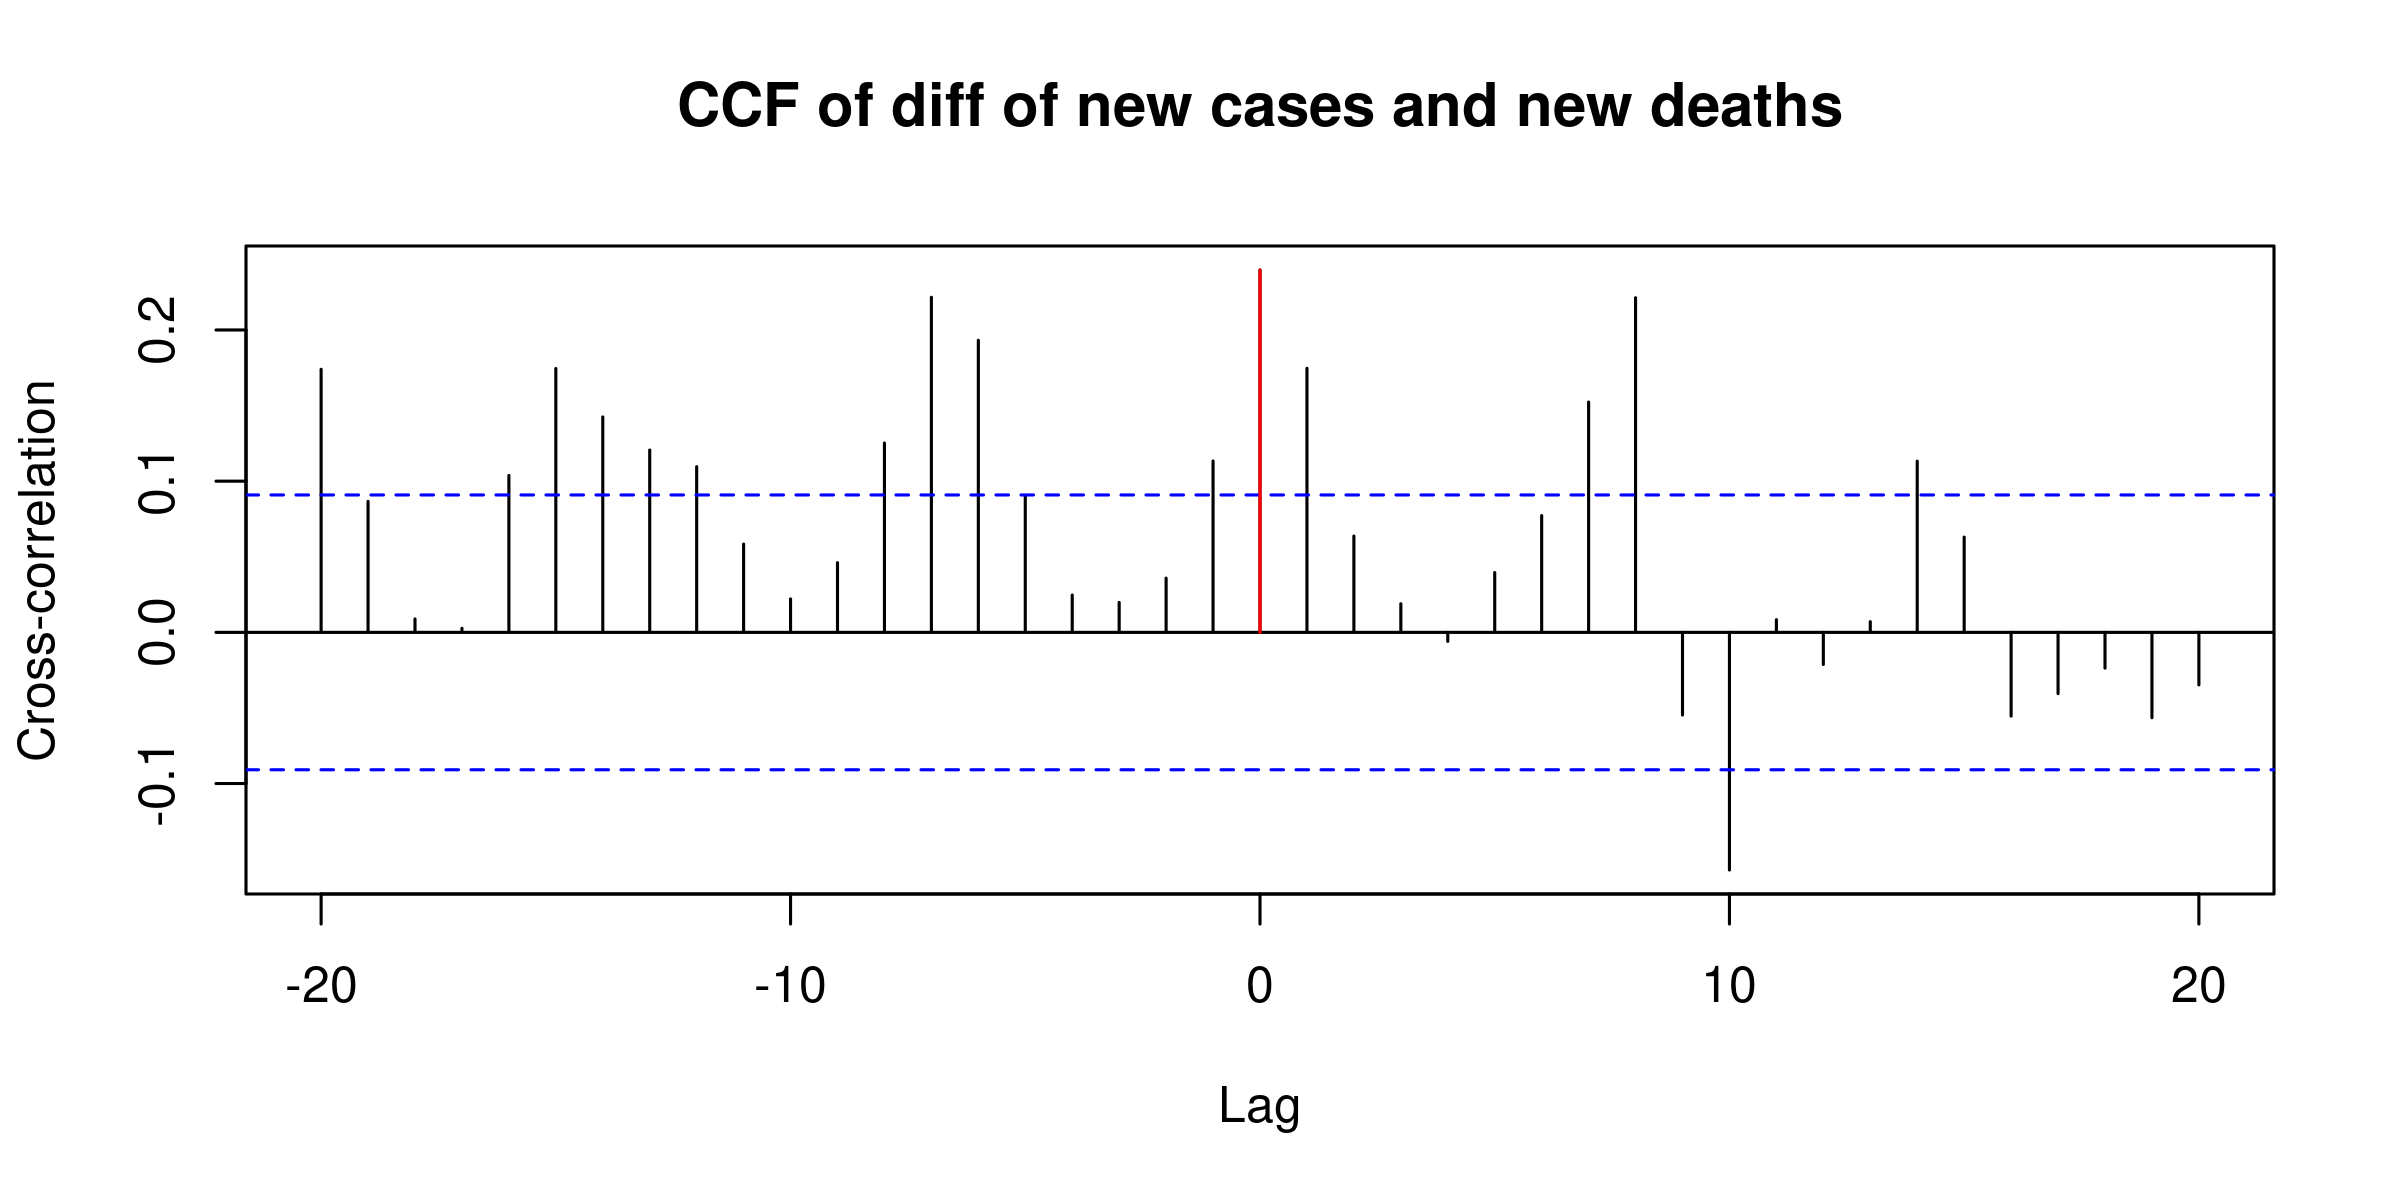 CCF of diff of new cases and new deaths
Cross-correlation
0.2
0.1
0.0
-0.1
-20 -10 0 10 20
Lag